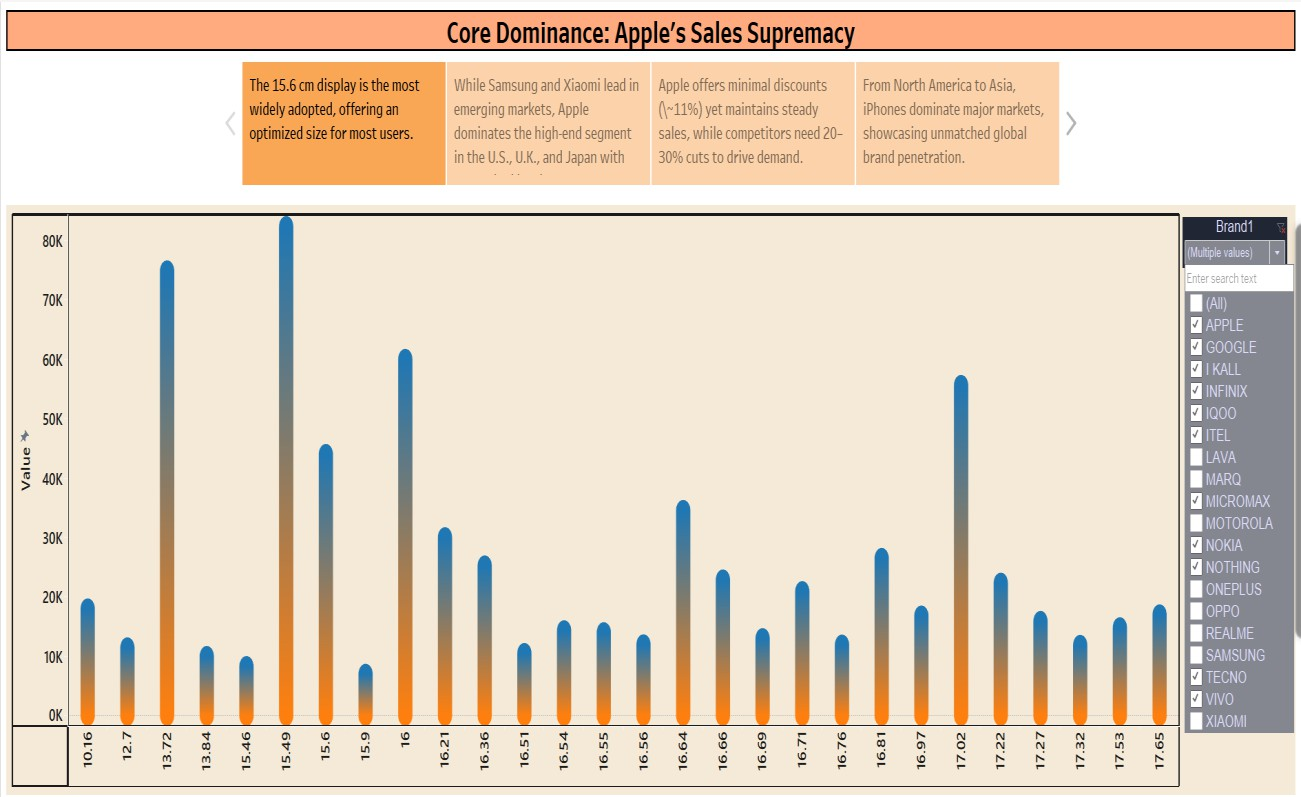 Core Dominance: Apple’s Sales Supremacy
The 15.6 cm display is the most
widely adopted, offering an
optimized size for most users.
While Samsung and Xiaomi lead in
emerging markets, Apple
dominates the high-end segment
in the U.S., U.K., and Japan with
Apple offers minimal discounts
(\~11%) yet maintains steady
sales, while competitors need 20–
30% cuts to drive demand.
From North America to Asia,
iPhones dominate major markets,
showcasing unmatched global
brand penetration.
Value
80K
70K
60K
50K
40K
30K
20K
10K
0K
10.16
12.7
13.72
13.84
15.46
15.49
15.6
15.9
16
16.21
16.36
16.51
16.54
16.55
16.56
16.64
16.66
16.69
16.71
16.76
16.81
16.97
17.02
17.22
17.27
17.32
17.53
17.65
Brand1
(Multiple values)
Enter search text
(All)
APPLE
GOOGLE
I KALL
INFINIX
IQOO
ITEL
LAVA
MARQ
MICROMAX
MOTOROLA
NOKIA
NOTHING
ONEPLUS
OPPO
REALME
SAMSUNG
TECNO
VIVO
XIAOMI